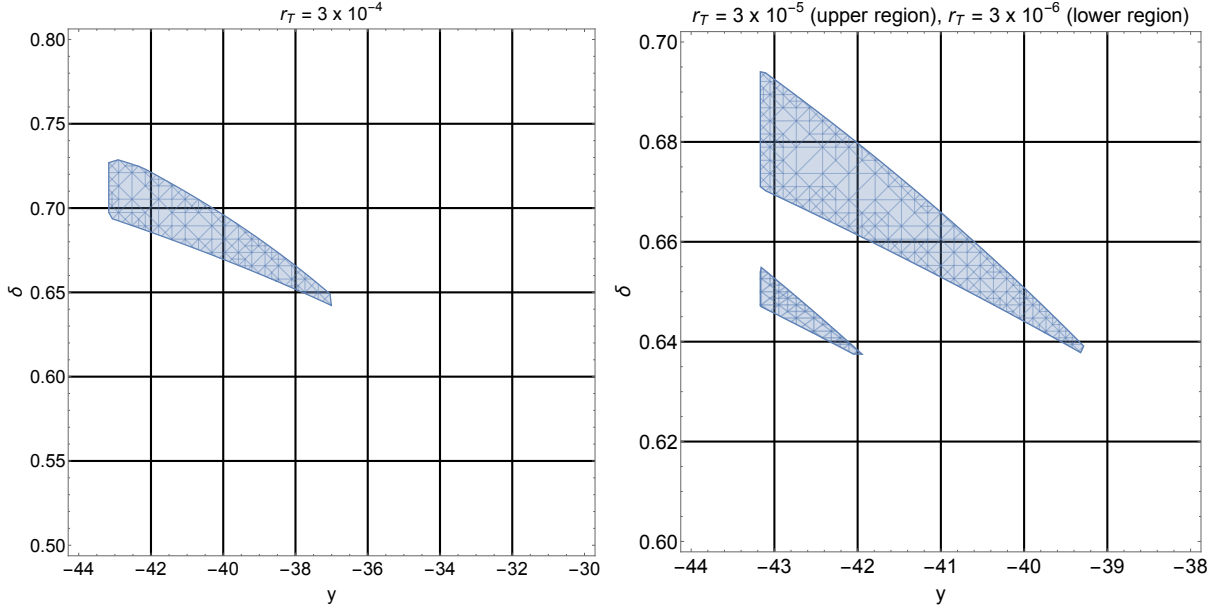 r_T = 3 x 10^-4
0.80
0.75
0.70
0.65
0.60
0.55
0.50
δ
−44 −42 −40 −38 −36 −34 −32 −30
y
r_T = 3 x 10^-5 (upper region), r_T = 3 x 10^-6 (lower region)
0.70
0.68
0.66
0.64
0.62
0.60
δ
−44 −43 −42 −41 −40 −39 −38
y